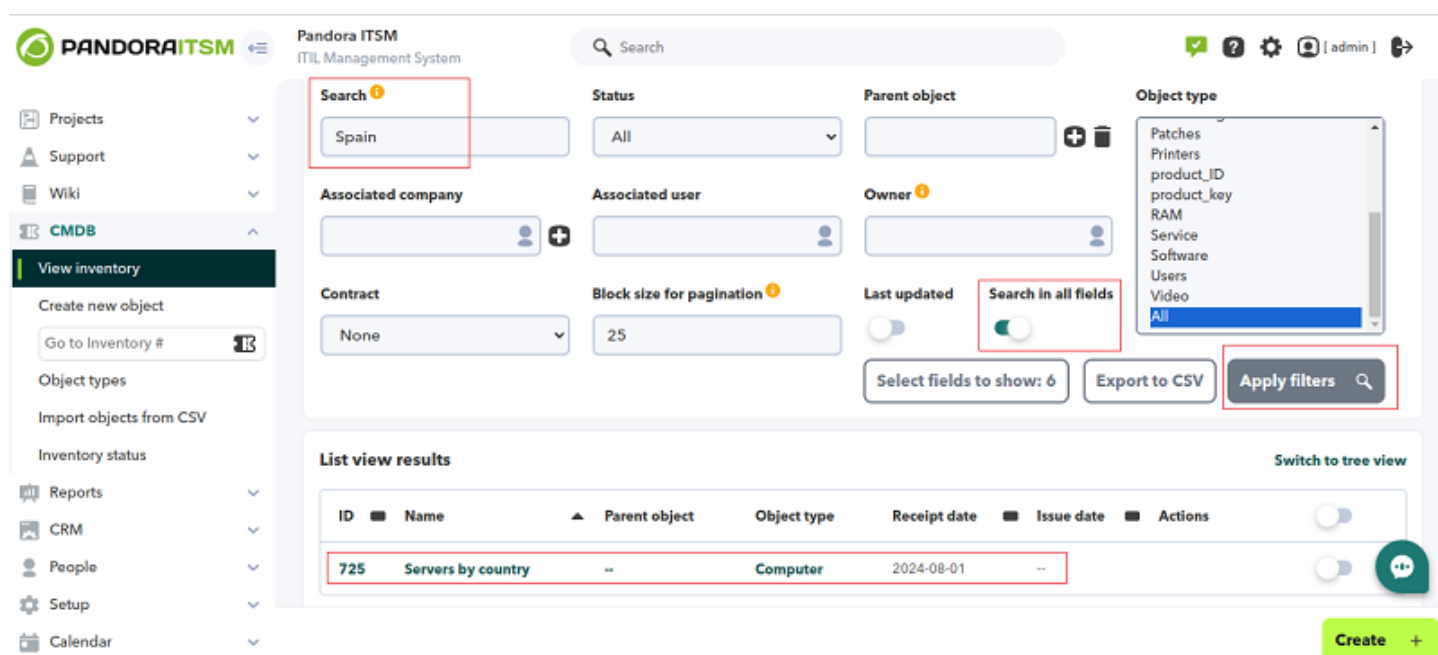 PANDORAITSM
Pandora ITSM
ITIL Management System
Search
[ admin ]
Projects
Support
Wiki
CMDB
View inventory
Create new object
Go to Inventory #
Object types
Import objects from CSV
Inventory status
Reports
CRM
People
Setup
Calendar
Search
Status
Parent object
Object type
Spain
All
Patches
Printers
product_ID
product_key
RAM
Service
Software
Users
Video
All
Associated company
Associated user
Owner
Contract
Block size for pagination
Last updated
Search in all fields
None
25
Select fields to show: 6
Export to CSV
Apply filters
List view results
Switch to tree view
ID Name Parent object Object type Receipt date Issue date Actions
725 Servers by country -- Computer 2024-08-01 --
Create +